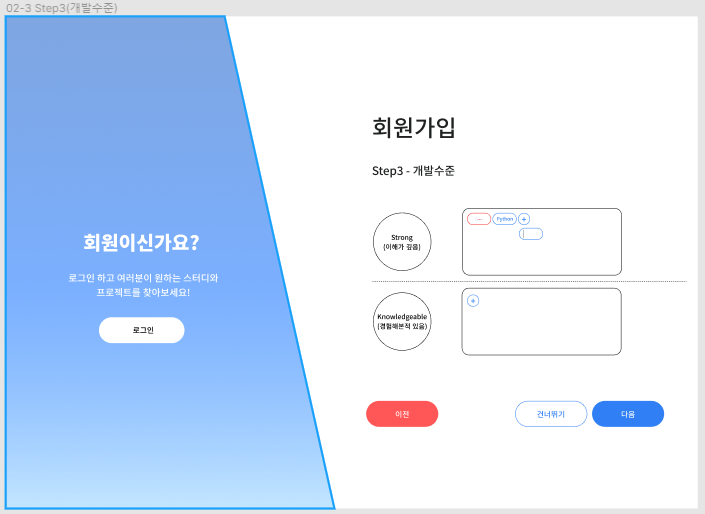 02-3 Step3(개발수준)
회원이신가요?
로그인 하고 여러분이 원하는 스터디와
프로젝트를 찾아보세요!
로그인
회원가입
Step3 - 개발수준
Strong
(이해가 깊음)
Python
+
Knowledgeable
(경험해본적 있음)
+
이전
건너뛰기
다음